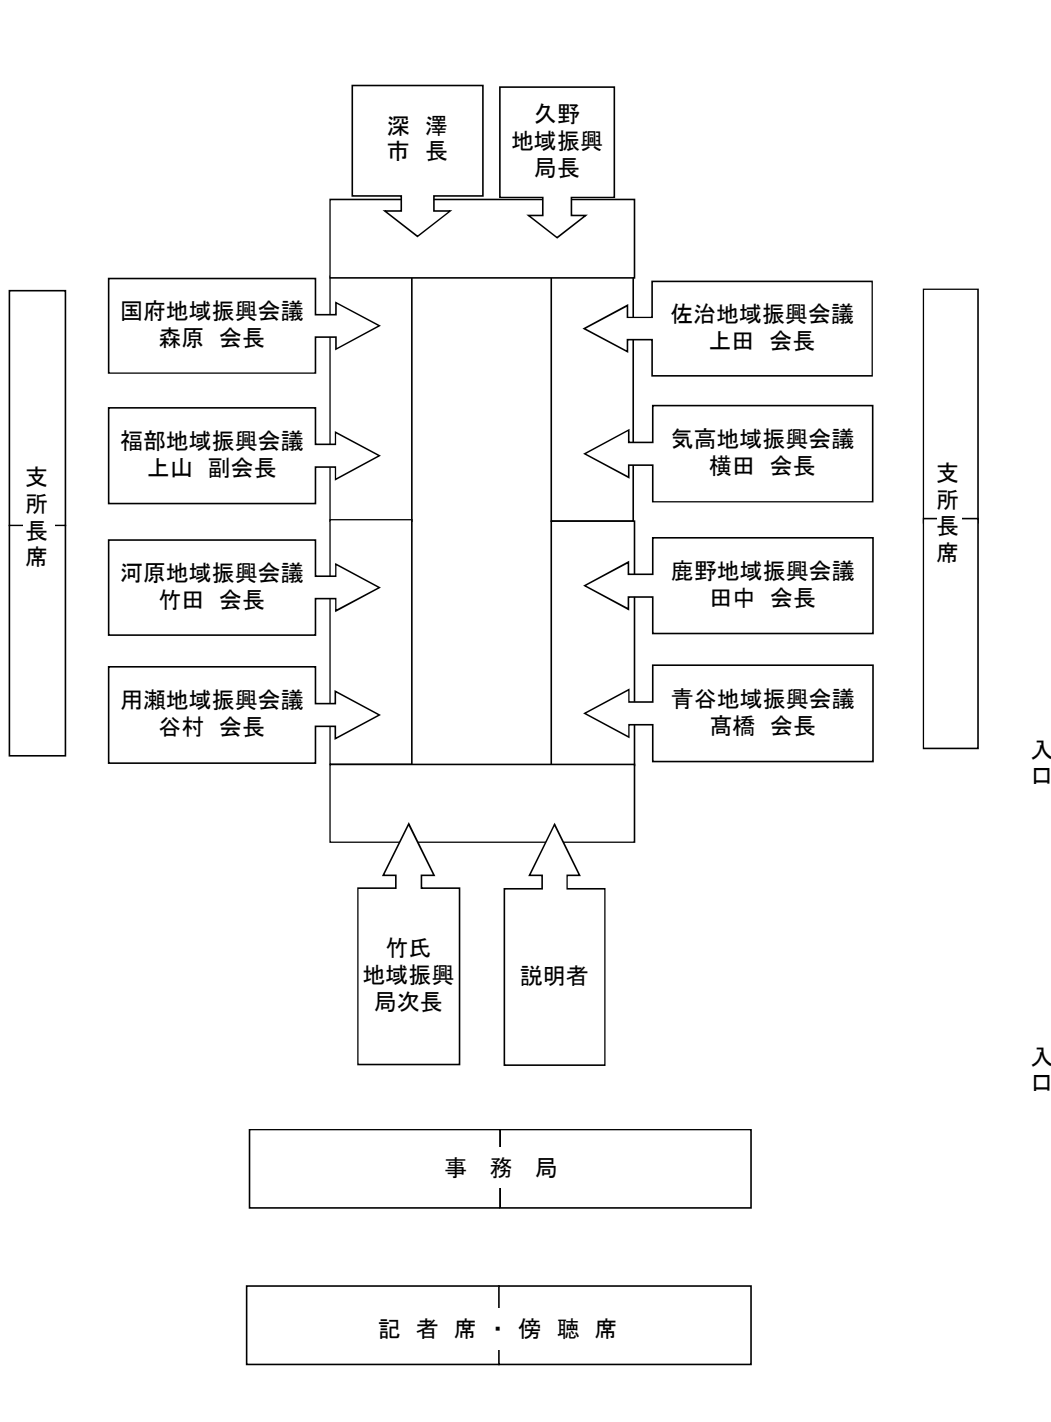 深　澤
市　長
久野
地域振興
局長
国府地域振興会議
森原　会長
佐治地域振興会議
上田　会長
福部地域振興会議
上山　副会長
気高地域振興会議
横田　会長
河原地域振興会議
竹田　会長
鹿野地域振興会議
田中　会長
用瀬地域振興会議
谷村　会長
青谷地域振興会議
髙橋　会長
支
所
長
席
支
所
長
席
入
口
竹氏
地域振興
局次長
説明者
入
口
事　務　局
記 者 席 ・ 傍 聴 席